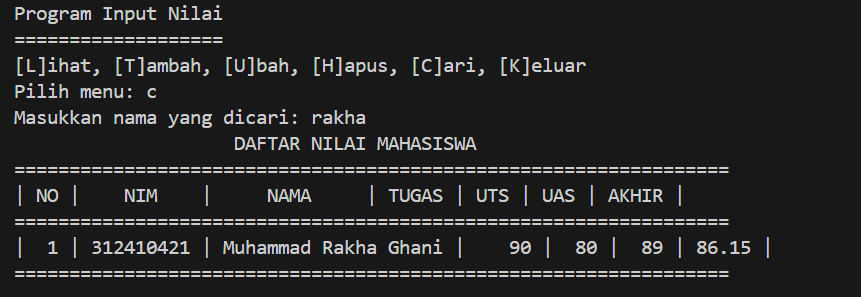 Program Input Nilai
===================
[L]ihat, [T]ambah, [U]bah, [H]apus, [C]ari, [K]eluar
Pilih menu: c
Masukkan nama yang dicari: rakha
                    DAFTAR NILAI MAHASISWA
=================================================================
| NO |    NIM    |     NAMA     | TUGAS | UTS | UAS | AKHIR |
=================================================================
|  1 | 312410421 | Muhammad Rakha Ghani |    90 |  80 |  89 | 86.15 |
=================================================================